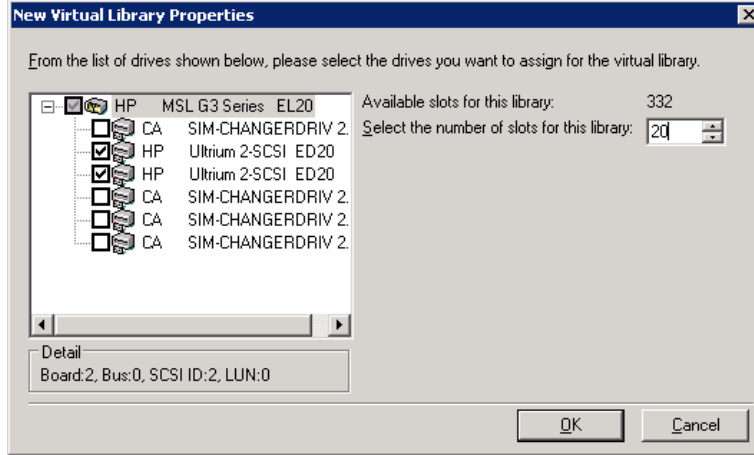 New Virtual Library Properties
From the list of drives shown below, please select the drives you want to assign for the virtual library.
HP MSL G3 Series EL20
CA SIM-CHANGERDRIV 2.
HP Ultrium 2-SCSI ED20
HP Ultrium 2-SCSI ED20
CA SIM-CHANGERDRIV 2.
CA SIM-CHANGERDRIV 2.
CA SIM-CHANGERDRIV 2.
Available slots for this library: 332
Select the number of slots for this library: 20
Detail
Board:2, Bus:0, SCSI ID:2, LUN:0
OK Cancel